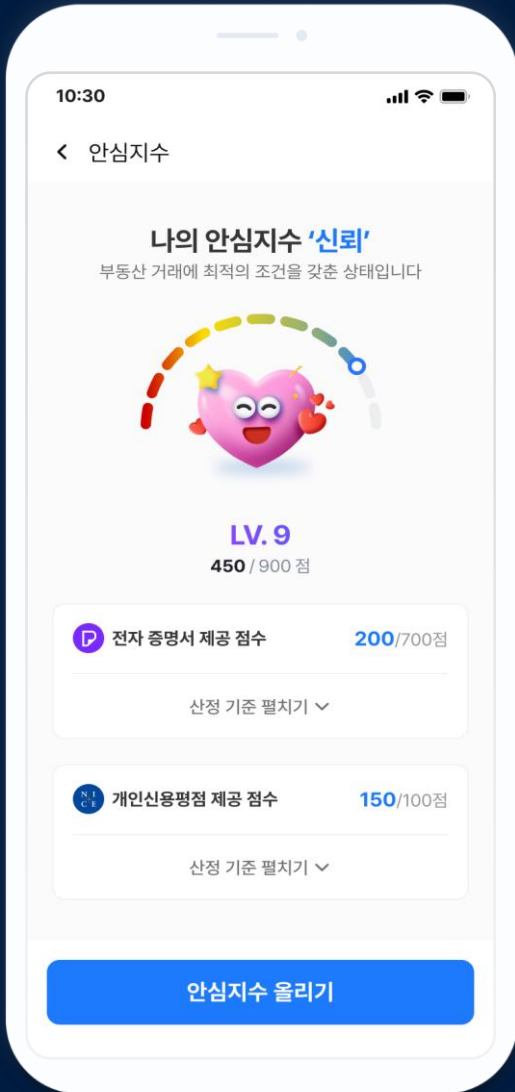 10:30
안심지수
나의 안심지수 ‘신뢰’
부동산 거래에 최적의 조건을 갖춘 상태입니다
LV. 9
450 / 900 점
전자 증명서 제공 점수 200/700점
산정 기준 펼치기
NICE 개인신용평점 제공 점수 150/100점
산정 기준 펼치기
안심지수 올리기